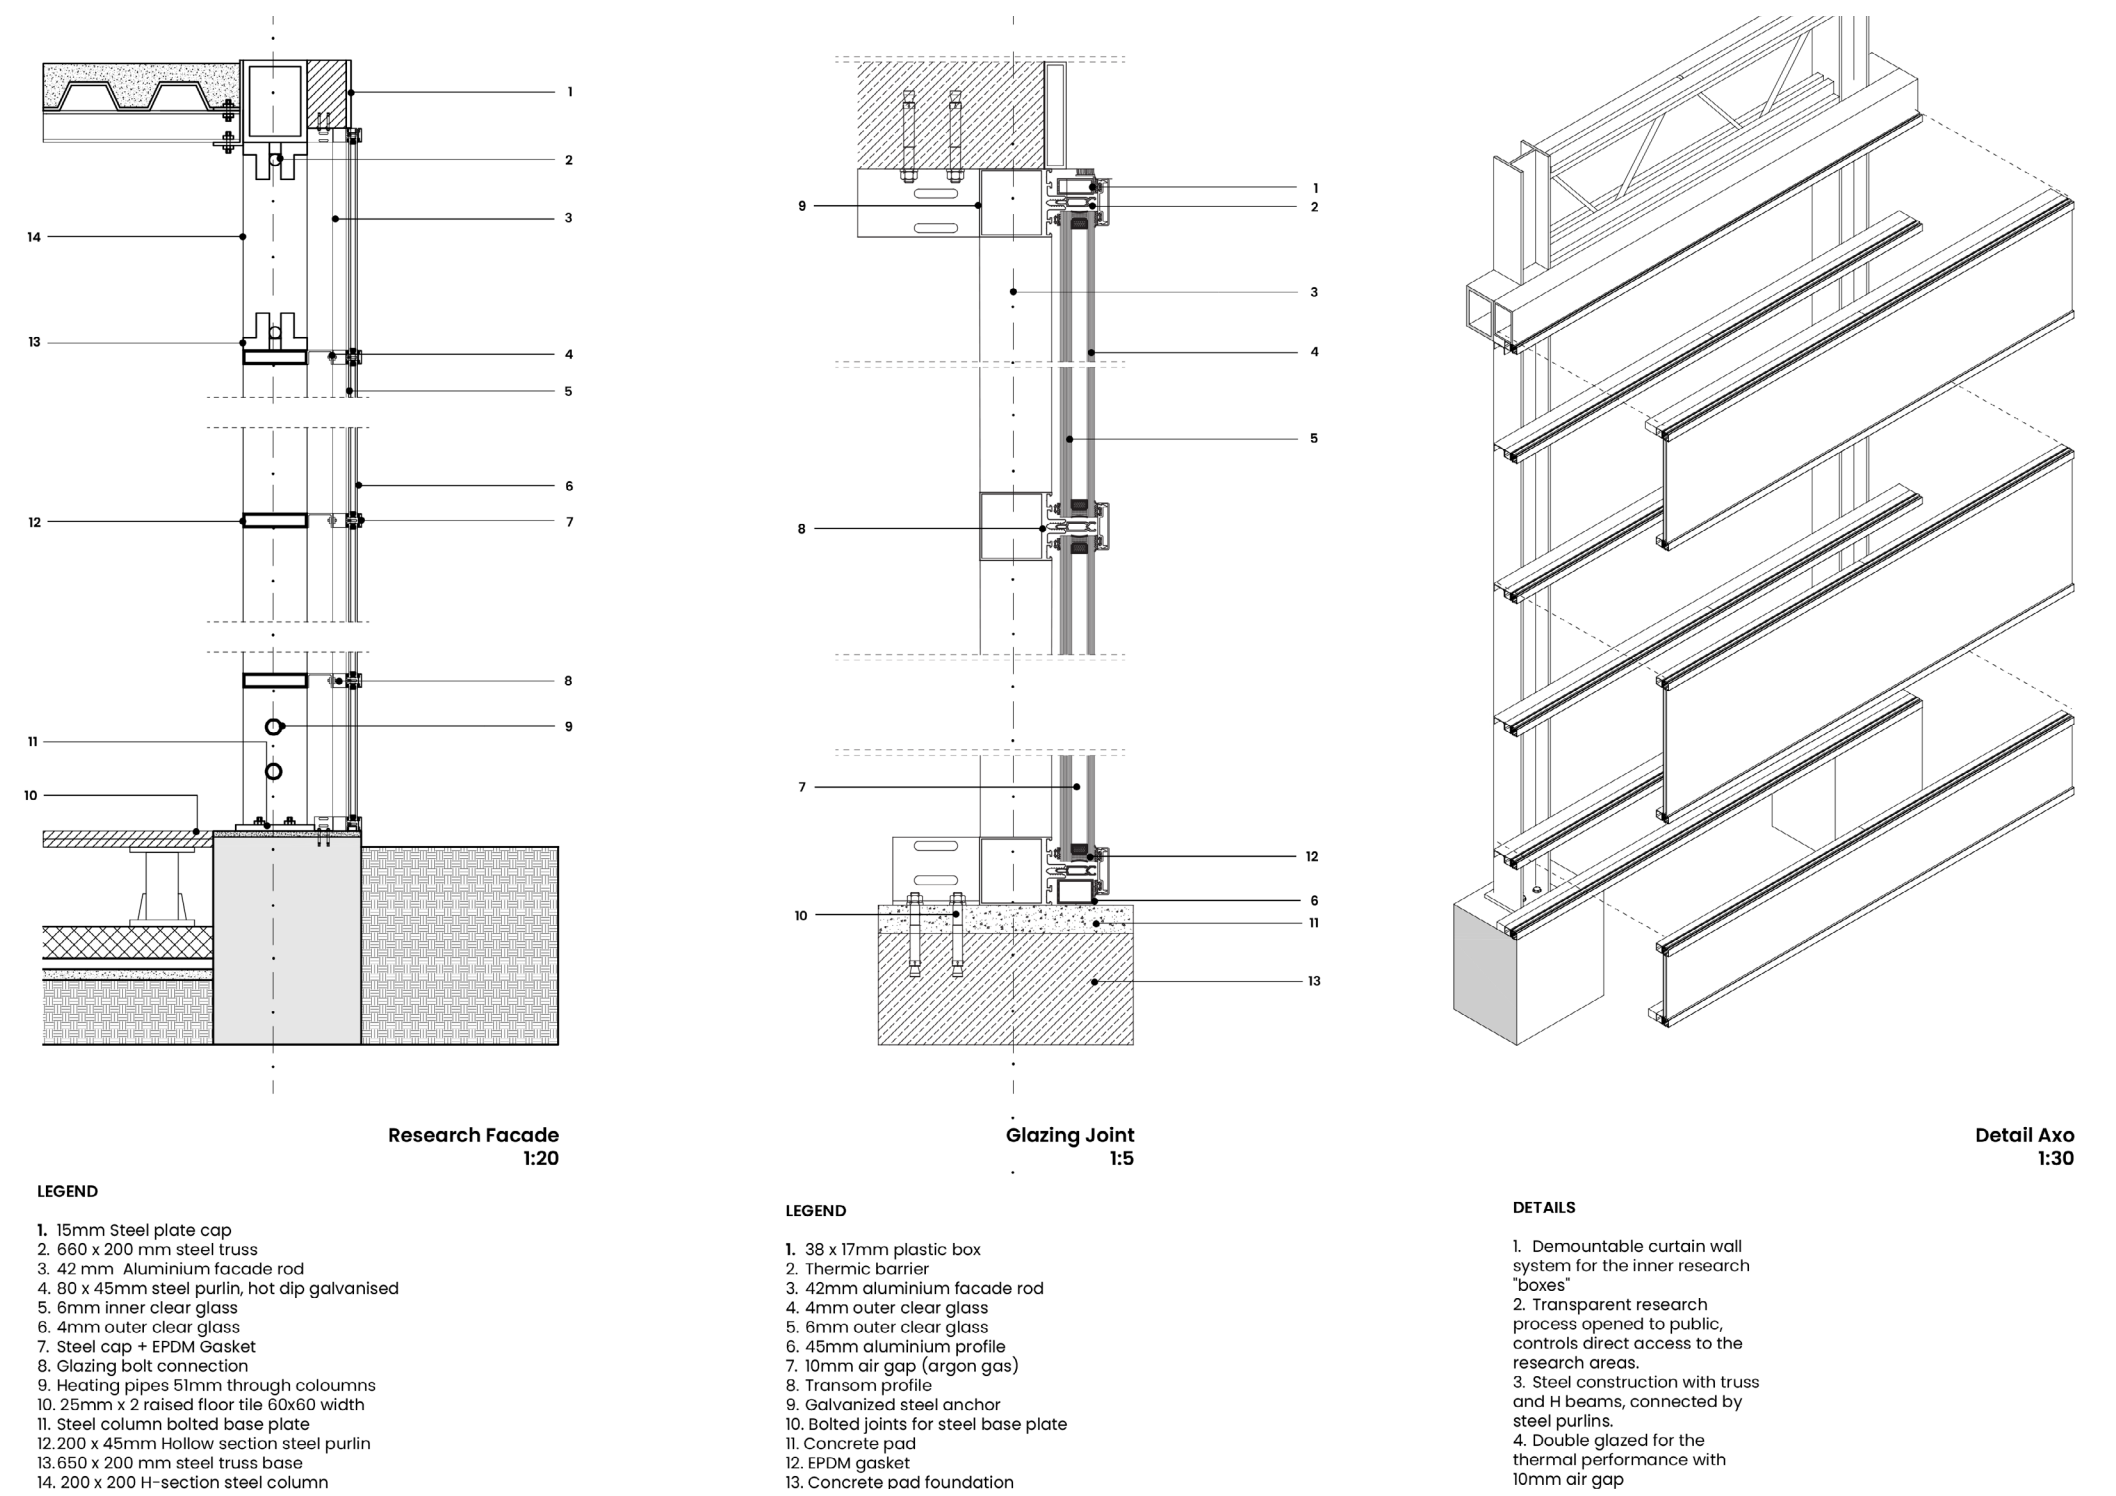 1
2
3
14
13
4
5
6
12
7
8
9
11
10
Research Facade
1:20
LEGEND
1. 15mm Steel plate cap
2. 660 x 200 mm steel truss
3. 42 mm Aluminium facade rod
4. 80 x 45mm steel purlin, hot dip galvanised
5. 6mm inner clear glass
6. 4mm outer clear glass
7. Steel cap + EPDM Gasket
8. Glazing bolt connection
9. Heating pipes 51mm through coloumns
10. 25mm x 2 raised floor tile 60x60 width
11. Steel column bolted base plate
12.200 x 45mm Hollow section steel purlin
13.650 x 200 mm steel truss base
14. 200 x 200 H-section steel column
1
2
9
3
4
5
8
7
12
6
10
11
13
Glazing Joint
1:5
LEGEND
1. 38 x 17mm plastic box
2. Thermic barrier
3. 42mm aluminium facade rod
4. 4mm outer clear glass
5. 6mm outer clear glass
6. 45mm aluminium profile
7. 10mm air gap (argon gas)
8. Transom profile
9. Galvanized steel anchor
10. Bolted joints for steel base plate
11. Concrete pad
12. EPDM gasket
13. Concrete pad foundation
Detail Axo
1:30
DETAILS
1. Demountable curtain wall
system for the inner research
"boxes"
2. Transparent research
process opened to public,
controls direct access to the
research areas.
3. Steel construction with truss
and H beams, connected by
steel purlins.
4. Double glazed for the
thermal performance with
10mm air gap